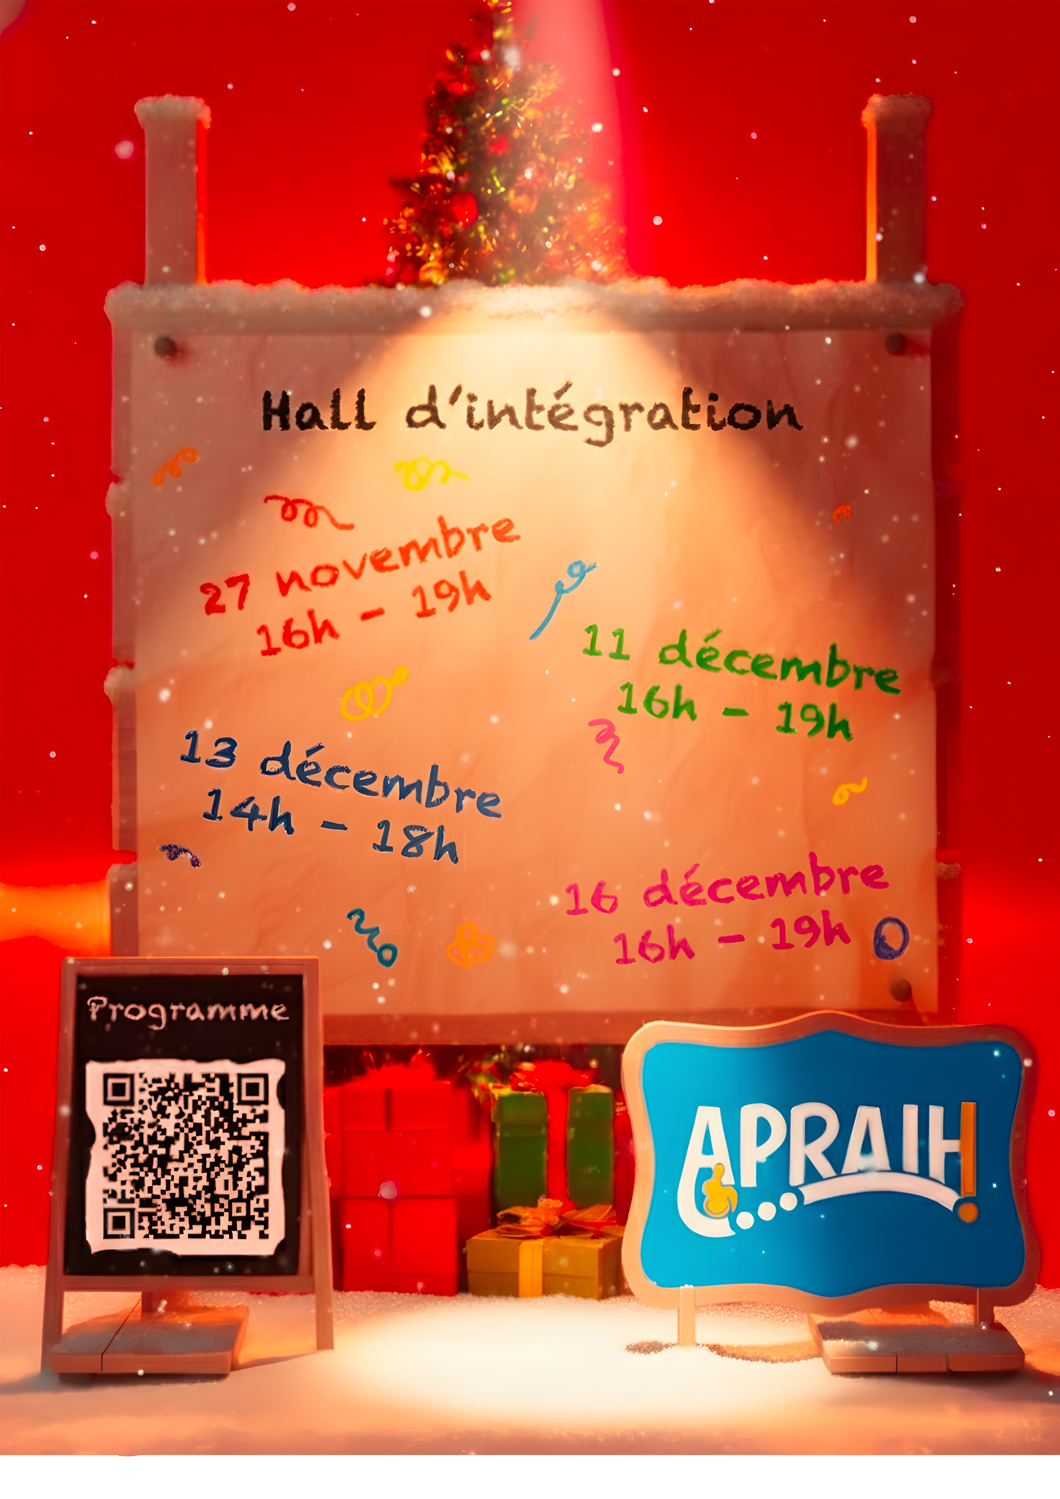 Hall d'intégration
27 novembre
16h - 19h
11 décembre
16h - 19h
13 décembre
14h - 18h
16 décembre
16h - 19h
Programme
APRAIH!